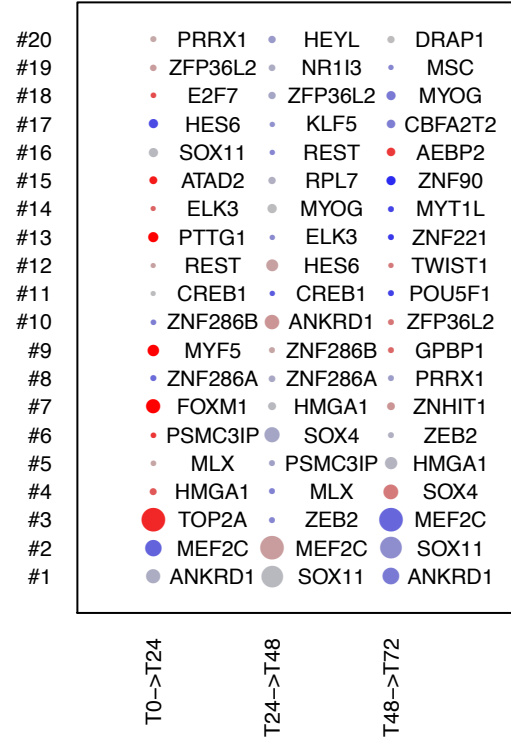 #20 PRRX1 HEYL DRAP1
#19 ZFP36L2 NR1I3 MSC
#18 E2F7 ZFP36L2 MYOG
#17 HES6 KLF5 CBFA2T2
#16 SOX11 REST AEBP2
#15 ATAD2 RPL7 ZNF90
#14 ELK3 MYOG MYT1L
#13 PTTG1 ELK3 ZNF221
#12 REST HES6 TWIST1
#11 CREB1 CREB1 POU5F1
#10 ZNF286B ANKRD1 ZFP36L2
#9 MYF5 ZNF286B GPBP1
#8 ZNF286A ZNF286A PRRX1
#7 FOXM1 HMGA1 ZNHIT1
#6 PSMC3IP SOX4 ZEB2
#5 MLX PSMC3IP HMGA1
#4 HMGA1 MLX SOX4
#3 TOP2A ZEB2 MEF2C
#2 MEF2C MEF2C SOX11
#1 ANKRD1 SOX11 ANKRD1
T0−>T24
T24−>T48
T48−>T72